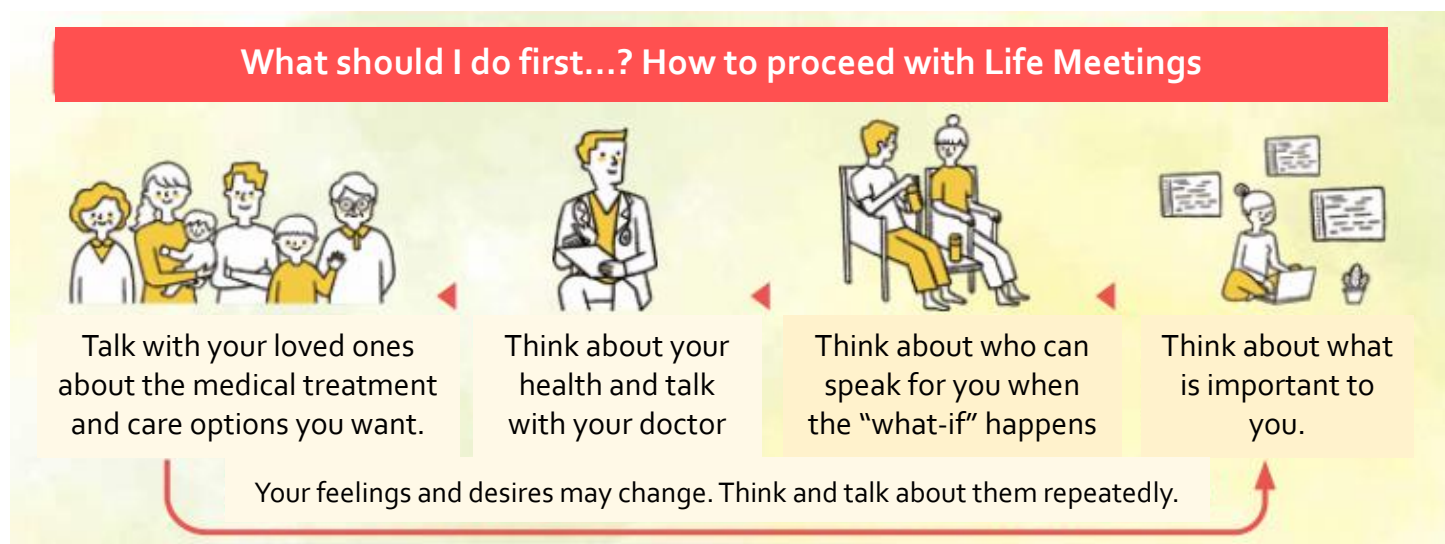 What should I do first...? How to proceed with Life Meetings
Talk with your loved ones
about the medical treatment
and care options you want.
Think about your
health and talk
with your doctor
Think about who can
speak for you when
the “what-if” happens
Think about what
is important to
you.
Your feelings and desires may change. Think and talk about them repeatedly.